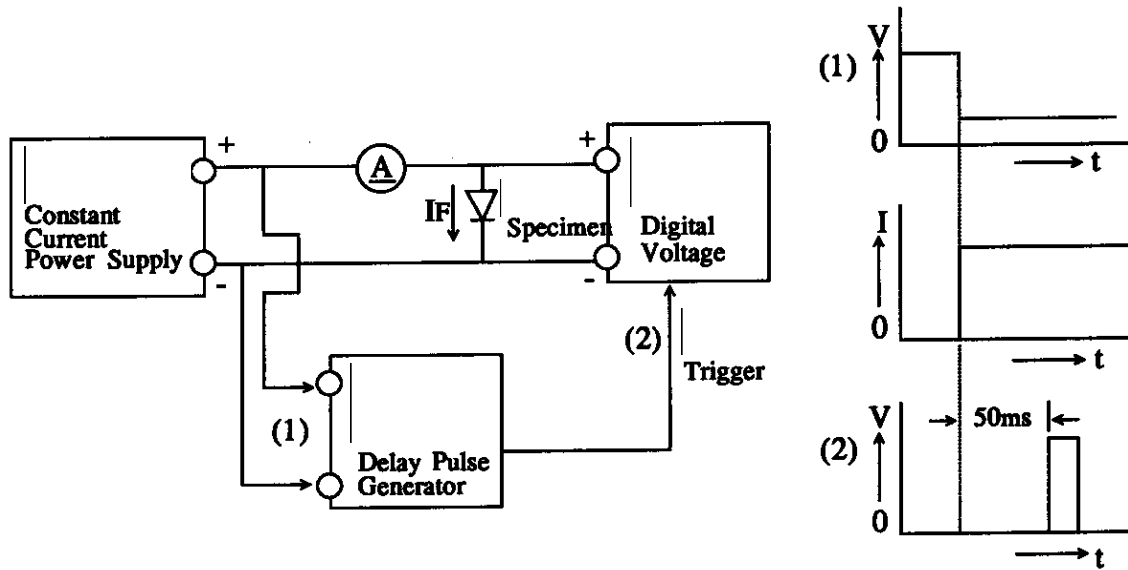 +
-
Constant
Current
Power Supply
A
IF
Specimen
+
-
Digital
Voltage
(1)
Delay Pulse
Generator
(2)
Trigger
(1)
V
0
t
I
0
t
(2)
V
50ms
0
t